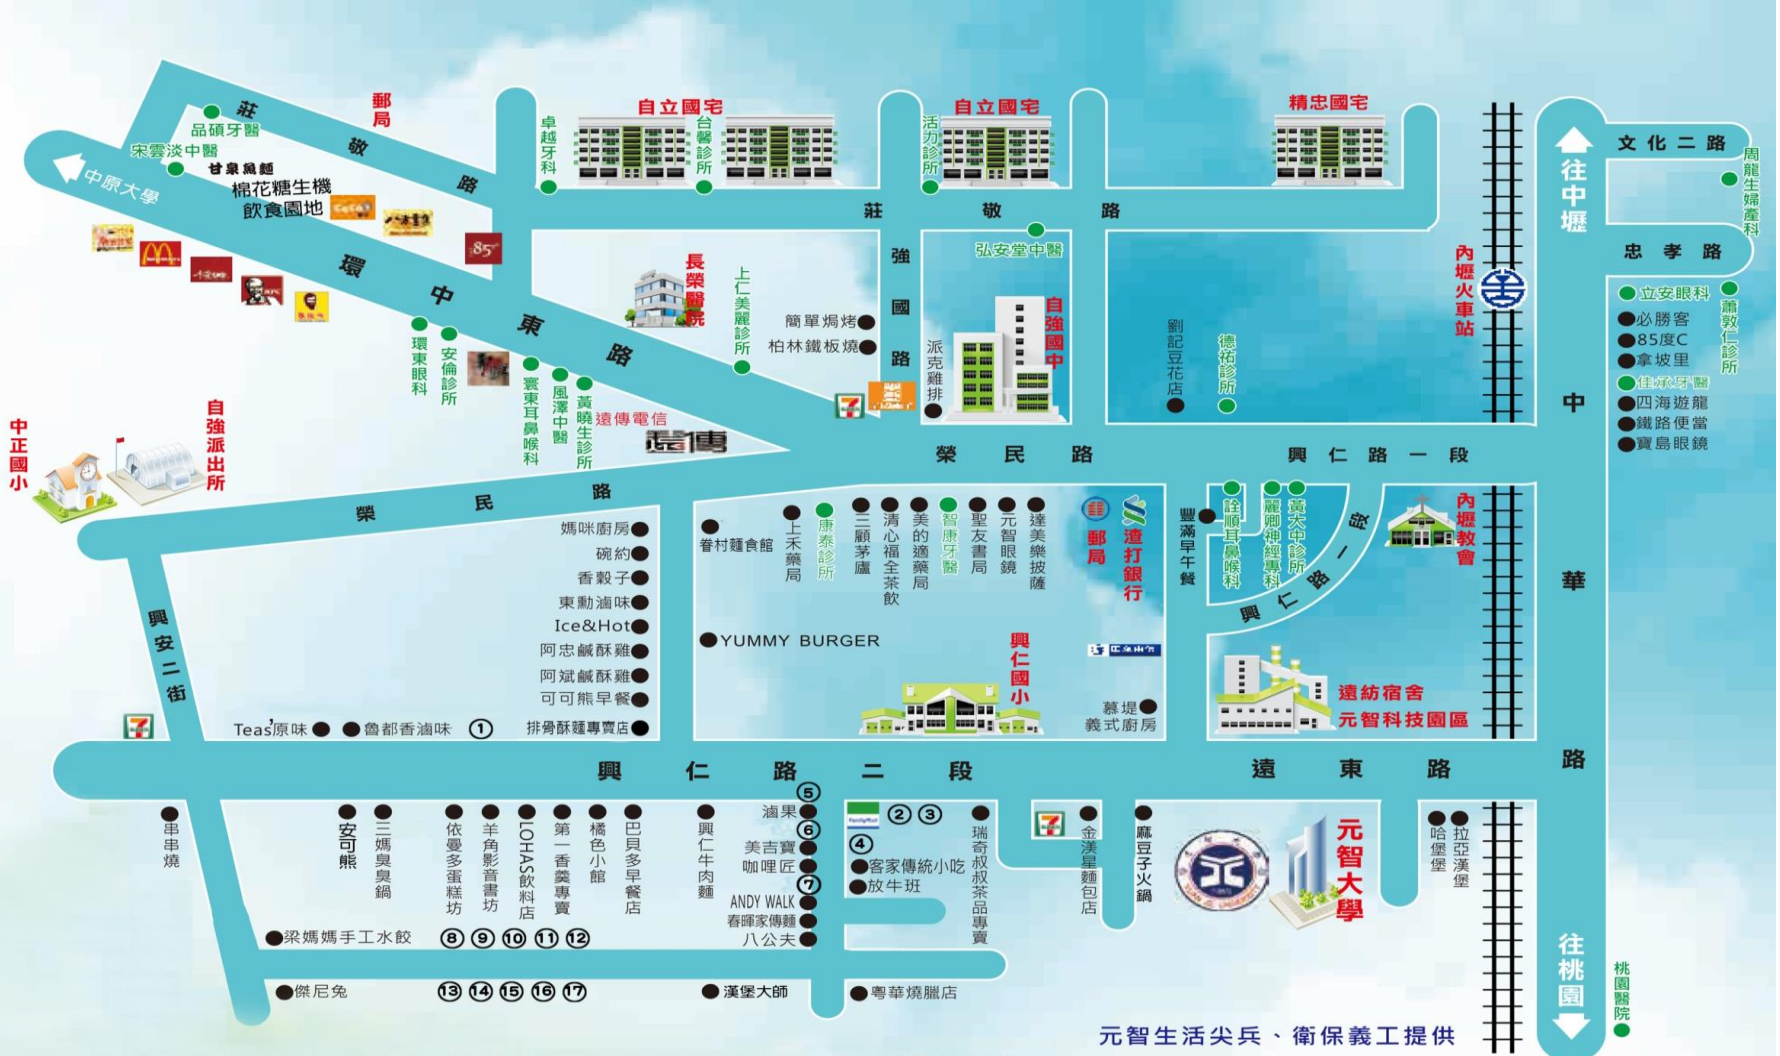 莊敬路
郵局
品碩牙醫
宋雲淡中醫
甘泉魚麵
棉花糖生機
飲食園地
中原大學
環中東路
85
卓越牙科
自立國宅
台馨診所
活力診所
自立國宅
精忠國宅
莊敬路
弘安堂中醫
強國路
長榮醫院
上仁美麗診所
簡單焗烤
柏林鐵板燒
派克雞排
自強國中
劉記豆花店
德祐診所
內壢火車站
往中壢
文化二路
周龍生婦產科
忠孝路
立安眼科
必勝客
85度C
拿坡里
佳承牙醫
四海遊龍
鐵路便當
寶島眼鏡
蕭敦仁診所
環東眼科
安倫診所
寰東耳鼻喉科
風澤中醫
黃曉生診所
遠傳電信
遠傳
中正國小
自強派出所
榮民路
榮民路
興仁路一段
中華路
媽咪廚房
碗約
香穀子
東勳滷味
Ice&Hot
阿忠鹹酥雞
阿斌鹹酥雞
可可熊早餐
排骨酥麵專賣店
眷村麵食館
上禾藥局
康泰診所
三顧茅廬
清心福全茶飲
美的適藥局
智康牙醫
聖友書局
元智眼鏡
達美樂披薩
郵局
渣打銀行
豐滿早午餐
詮順耳鼻喉科
麗卿神經專科
黃大中診所
興仁路一段
內壢教會
YUMMY BURGER
興仁國小
慕堤
義式廚房
遠紡宿舍
元智科技園區
興安二街
Teas'原味
魯都香滷味
①
興仁路二段
遠東路
串串燒
安可熊
三媽臭臭鍋
依曼多蛋糕坊
羊角影音書坊
LOHAS飲料店
第一香羹專賣
橘色小館
巴貝多早餐店
興仁牛肉麵
⑤
滷果
⑥
美吉寶
咖哩匠
⑦
ANDY WALK
春暉家傳麵
八公夫
FamilyMart
② ③
④
客家傳統小吃
放牛班
瑞奇叔叔茶品專賣
金漢星麵包店
麻豆子火鍋
元智大學
哈堡堡
拉亞漢堡
梁媽媽手工水餃
⑧ ⑨ ⑩ ⑪ ⑫
傑尼兔
⑬ ⑭ ⑮ ⑯ ⑰
漢堡大師
粵華燒臘店
往桃園
桃園醫院
元智生活尖兵、衛保義工提供